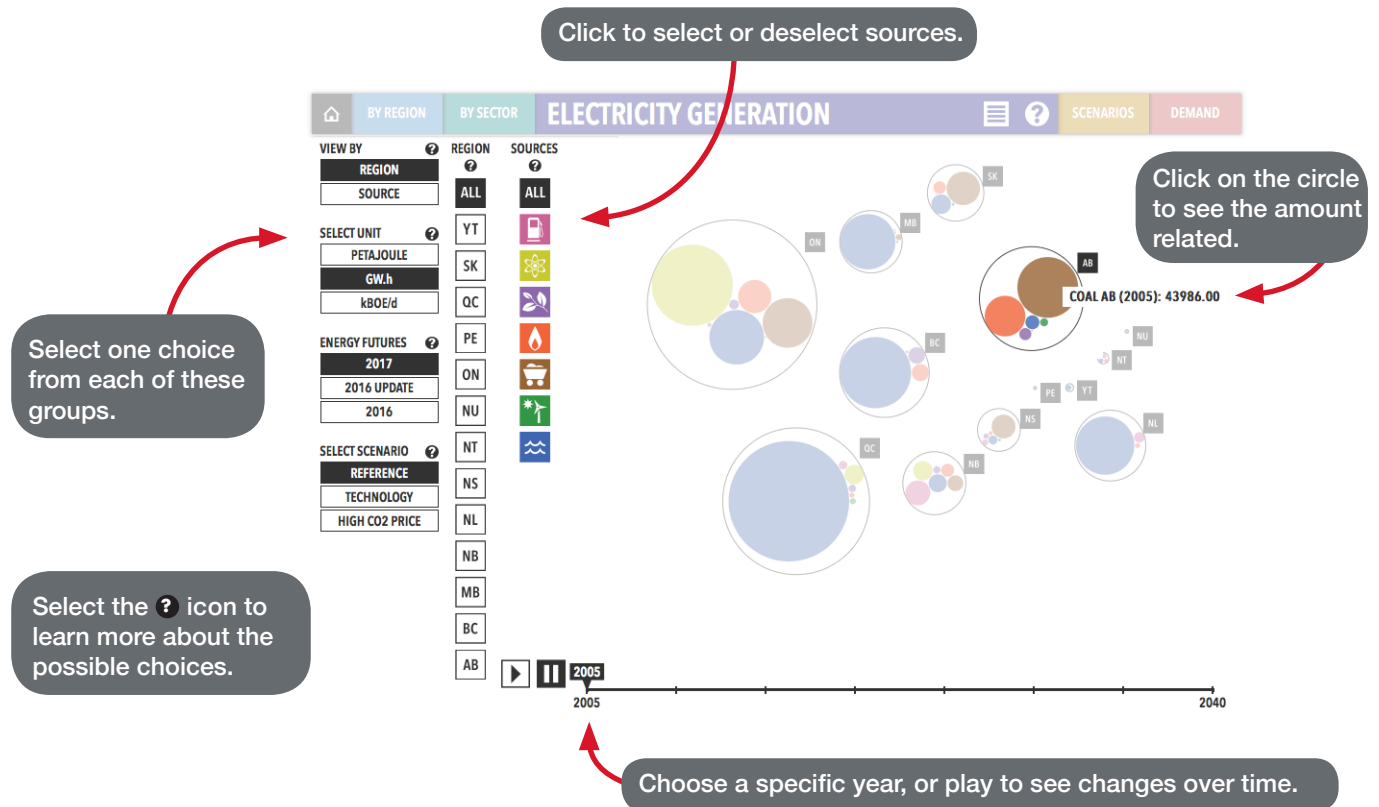 Click to select or deselect sources.
BY REGION
BY SECTOR
ELECTRICITY GENERATION
?
SCENARIOS
DEMAND
VIEW BY ?
REGION
SOURCE
SELECT UNIT ?
PETAJOULE
GW.h
kBOE/d
ENERGY FUTURES ?
2017
2016 UPDATE
2016
SELECT SCENARIO ?
REFERENCE
TECHNOLOGY
HIGH CO2 PRICE
REGION
?
ALL
YT
SK
QC
PE
ON
NU
NT
NS
NL
NB
MB
BC
AB
SOURCES
?
ALL
SK
MB
ON
AB
COAL AB (2005): 43986.00
NU
BC
NT
PE
YT
NS
NL
QC
NB
Click on the circle
to see the amount
related.
Select one choice
from each of these
groups.
Select the ? icon to
learn more about the
possible choices.
2005
2005
2040
Choose a specific year, or play to see changes over time.